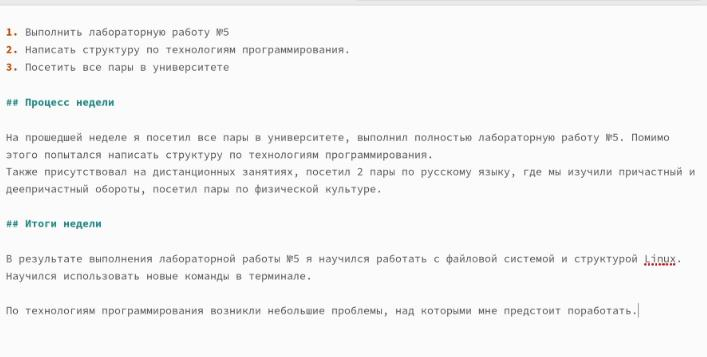 1. Выполнить лабораторную работу №5
2. Написать структуру по технологиям программирования.
3. Посетить все пары в университете
## Процесс недели
На прошедшей неделе я посетил все пары в университете, выполнил полностью лабораторную работу №5. Помимо
этого попытался написать структуру по технологиям программирования.
Также присутствовал на дистанционных занятиях, посетил 2 пары по русскому языку, где мы изучили причастный и
деепричастный обороты, посетил пары по физической культуре.
## Итоги недели
В результате выполнения лабораторной работы №5 я научился работать с файловой системой и структурой Linux.
Научился использовать новые команды в терминале.
По технологиям программирования возникли небольшие проблемы, над которыми мне предстоит поработать.